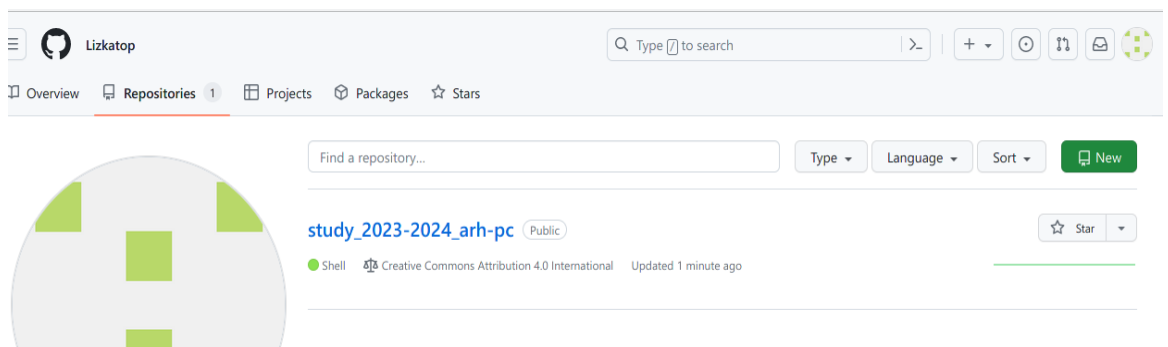 Lizkatop Type / to search
Overview Repositories 1 Projects Packages Stars
Find a repository... Type Language Sort New
study_2023-2024_arh-pc Public Star
Shell Creative Commons Attribution 4.0 International Updated 1 minute ago